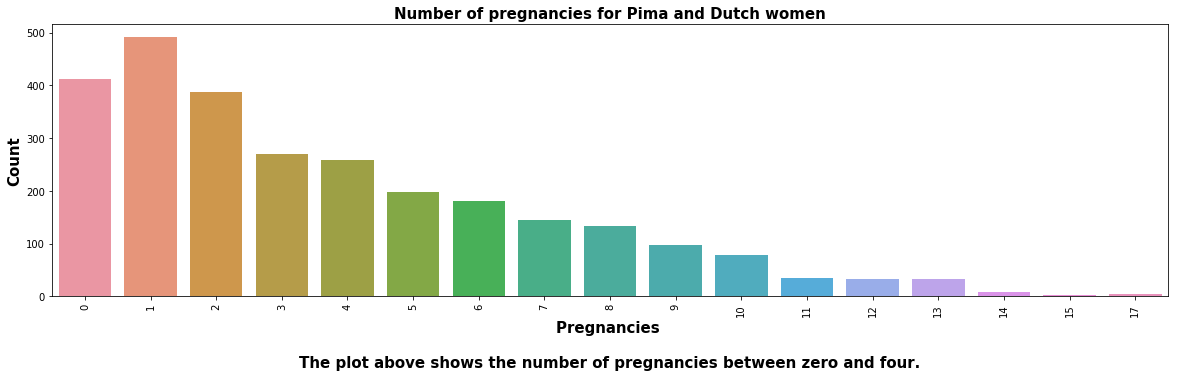 Number of pregnancies for Pima and Dutch women
500
400
300
200
100
0
Count
0 1 2 3 4 5 6 7 8 9 10 11 12 13 14 15 17
Pregnancies
The plot above shows the number of pregnancies between zero and four.